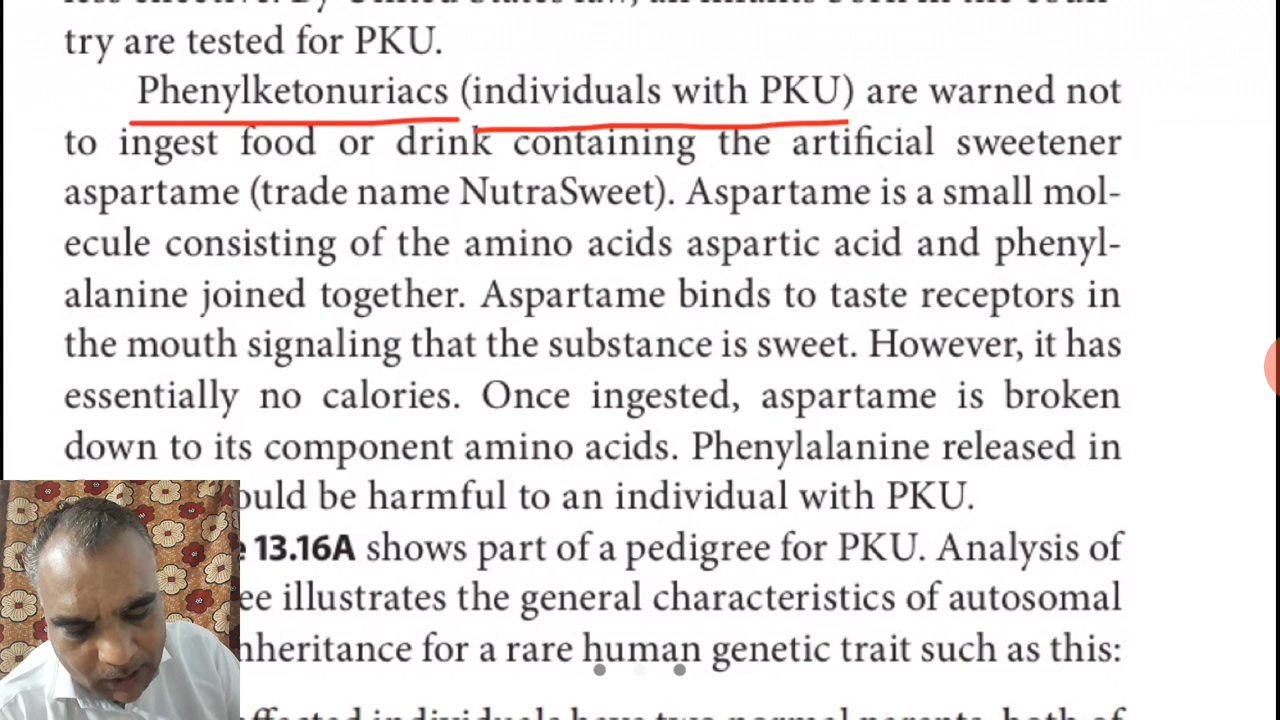 try are tested for PKU.
Phenylketonuriacs (individuals with PKU) are warned not
to ingest food or drink containing the artificial sweetener
aspartame (trade name NutraSweet). Aspartame is a small mol-
ecule consisting of the amino acids aspartic acid and phenyl-
alanine joined together. Aspartame binds to taste receptors in
the mouth signaling that the substance is sweet. However, it has
essentially no calories. Once ingested, aspartame is broken
down to its component amino acids. Phenylalanine released in
be harmful to an individual with PKU.
13.16A shows part of a pedigree for PKU. Analysis of
illustrates the general characteristics of autosomal
for a rare human genetic trait such as this: